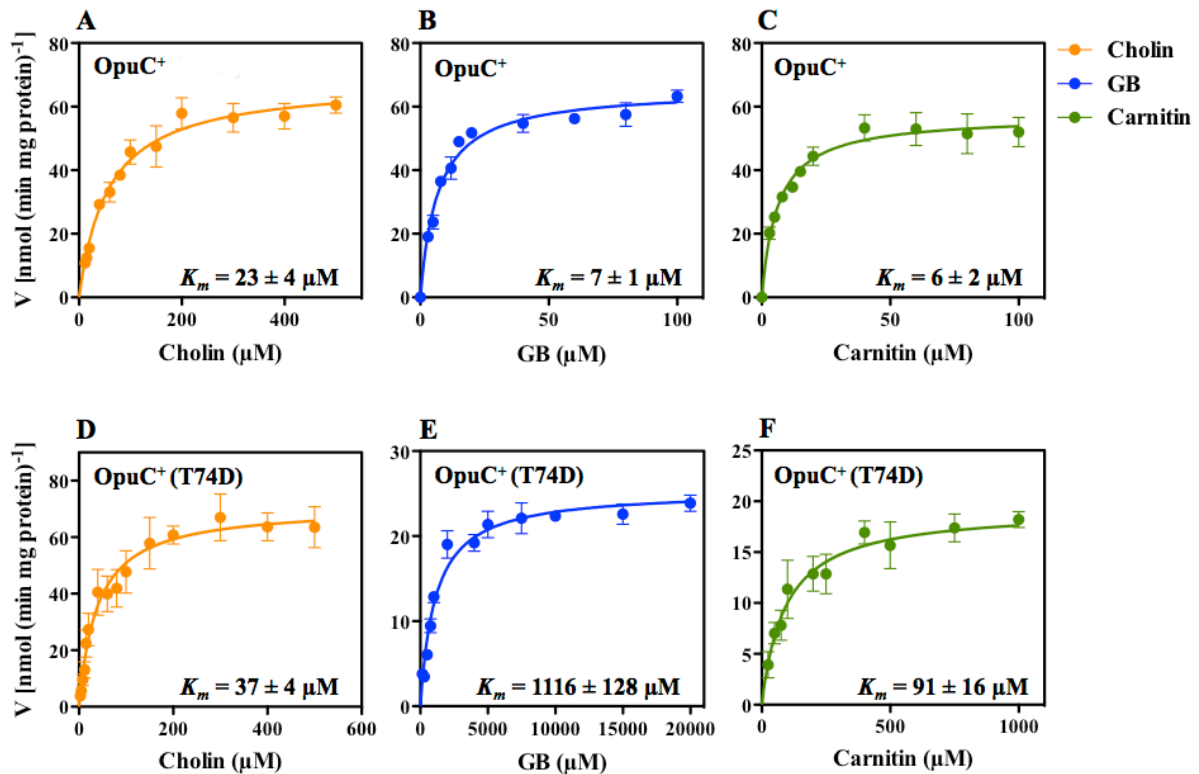 A
OpuC⁺
V [nmol (min mg protein)⁻¹
80
60
40
20
0
0
200
400
Kₘ = 23 ± 4 µM
Cholin (µM)
B
OpuC⁺
80
60
40
20
0
0
50
100
Kₘ = 7 ± 1 µM
GB (µM)
C
OpuC⁺
80
60
40
20
0
0
50
100
Kₘ = 6 ± 2 µM
Carnitin (µM)
Cholin
GB
Carnitin
D
OpuC⁺ (T74D)
V [nmol (min mg protein)⁻¹
80
60
40
20
0
0
200
400
600
Kₘ = 37 ± 4 µM
Cholin (µM)
E
OpuC⁺ (T74D)
30
20
10
0
0
5000
10000
15000
20000
Kₘ = 1116 ± 128 µM
GB (µM)
F
OpuC⁺ (T74D)
25
20
15
10
5
0
0
500
1000
Kₘ = 91 ± 16 µM
Carnitin (µM)